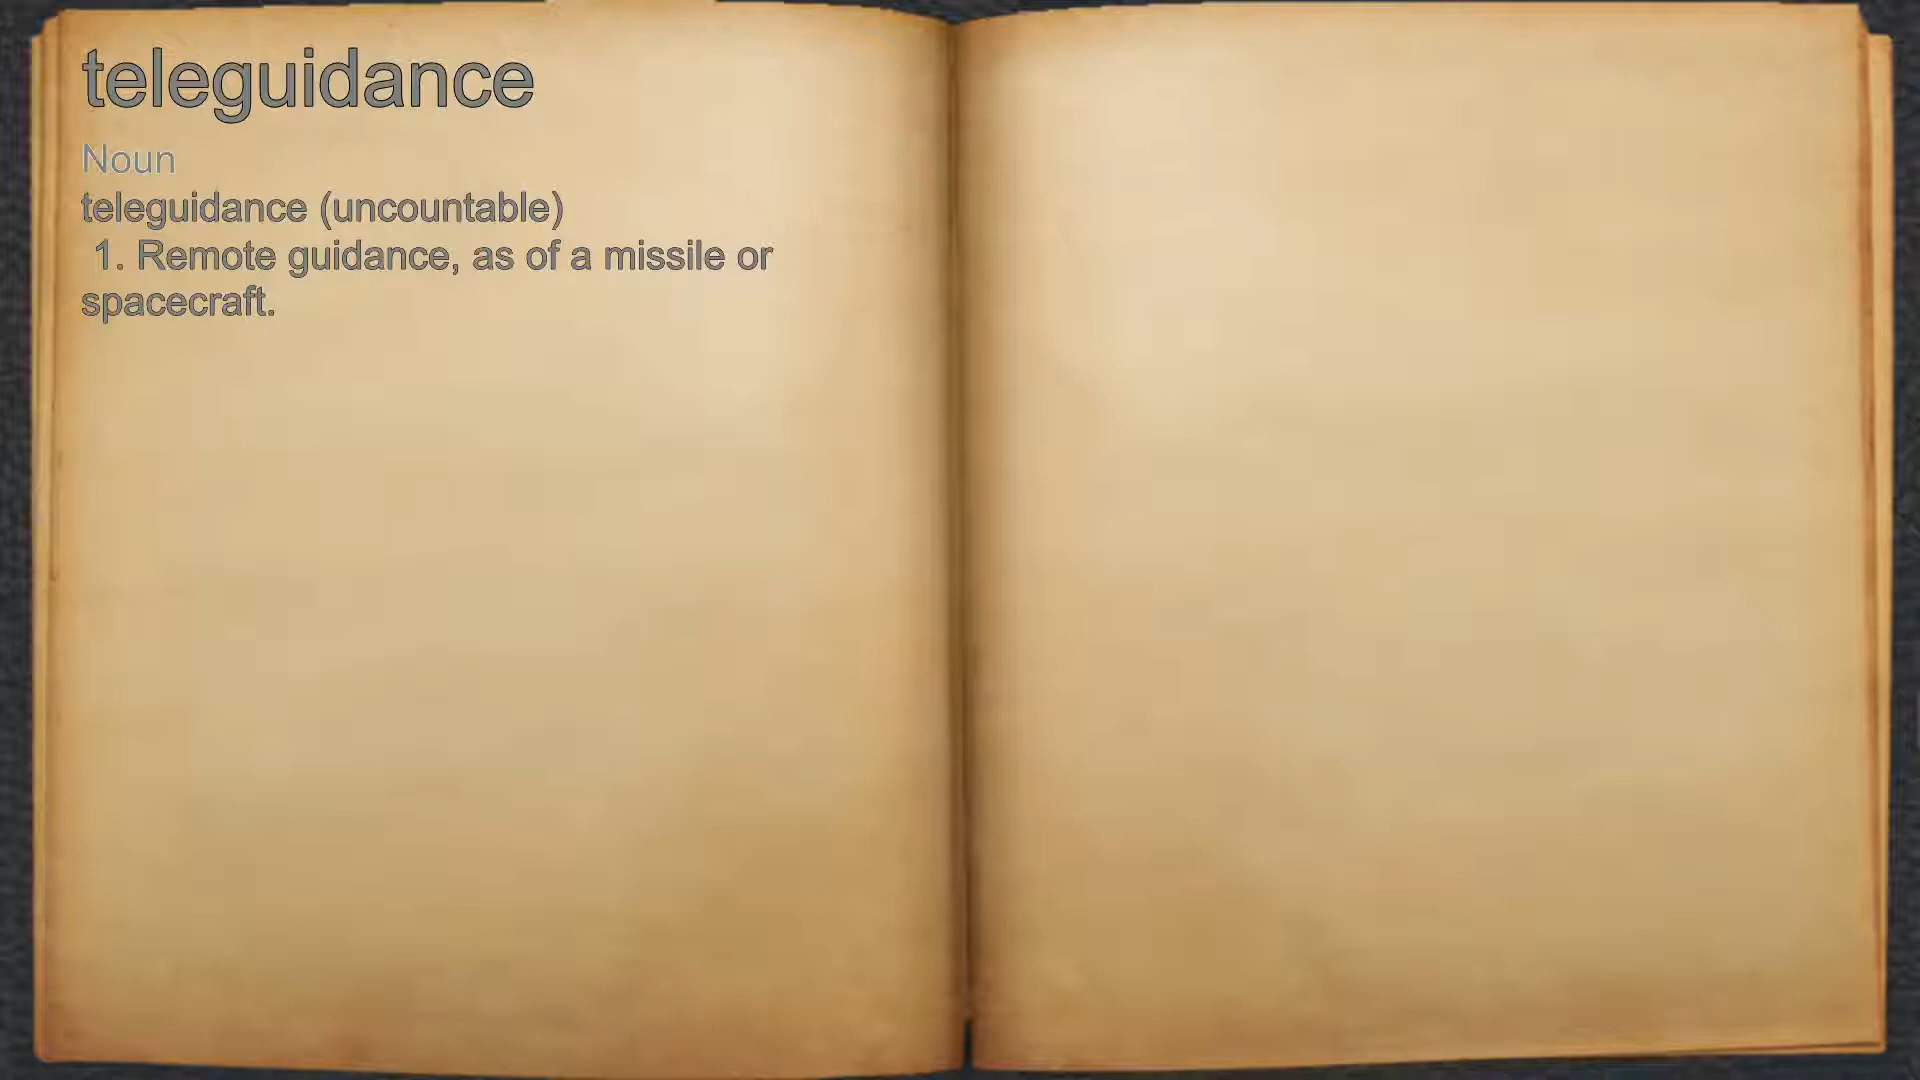 teleguidance
Noun
teleguidance (uncountable)
1. Remote guidance, as of a missile or
spacecraft.